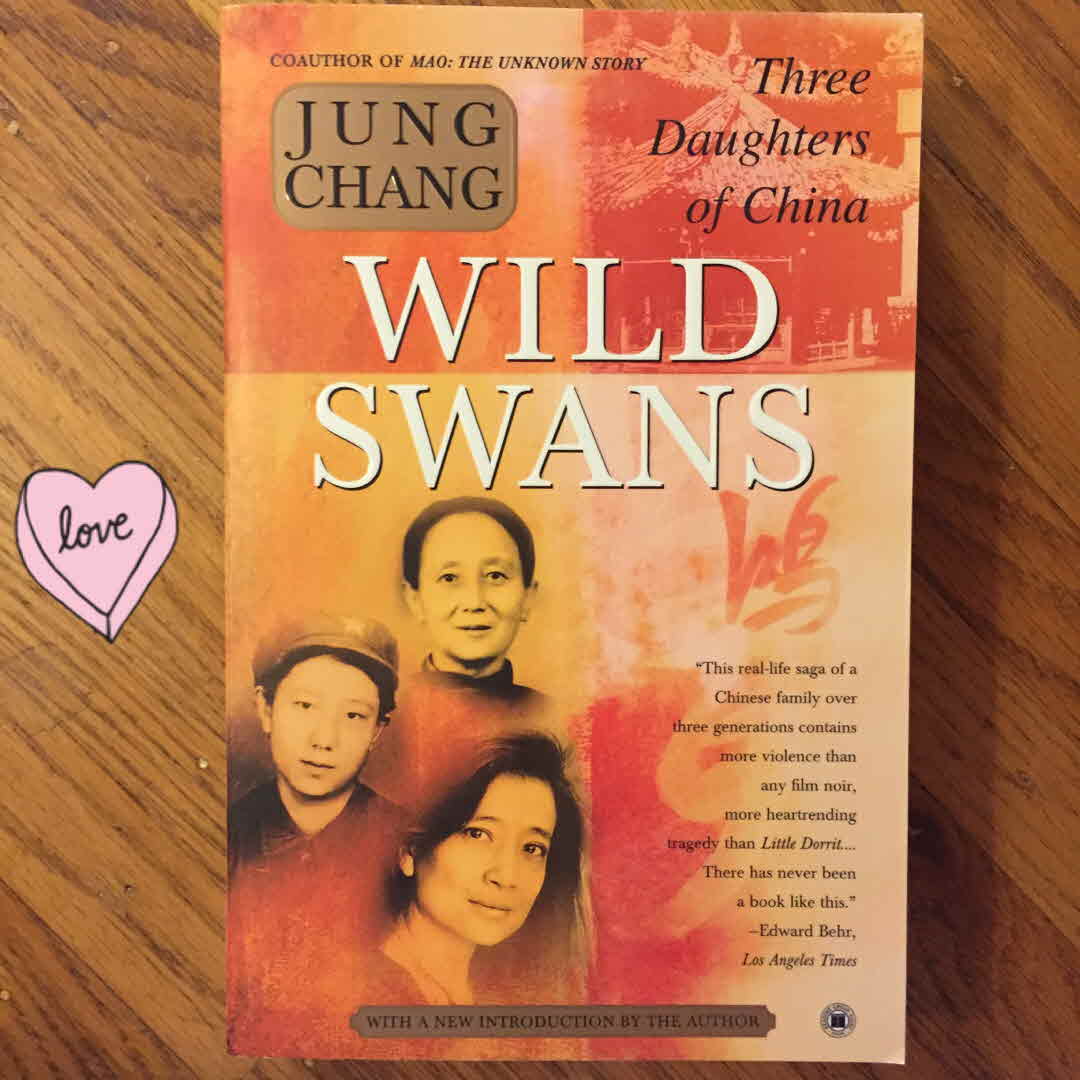 COAUTHOR OF MAO: THE UNKNOWN STORY
JUNG
CHANG
Three
Daughters
of China
WILD
SWANS
鴻
love
“This real-life saga of a
Chinese family over
three generations contains
more violence than
any film noir,
more heartrending
tragedy than Little Dorrit....
There has never been
a book like this.”
–Edward Behr,
Los Angeles Times
WITH A NEW INTRODUCTION BY THE AUTHOR